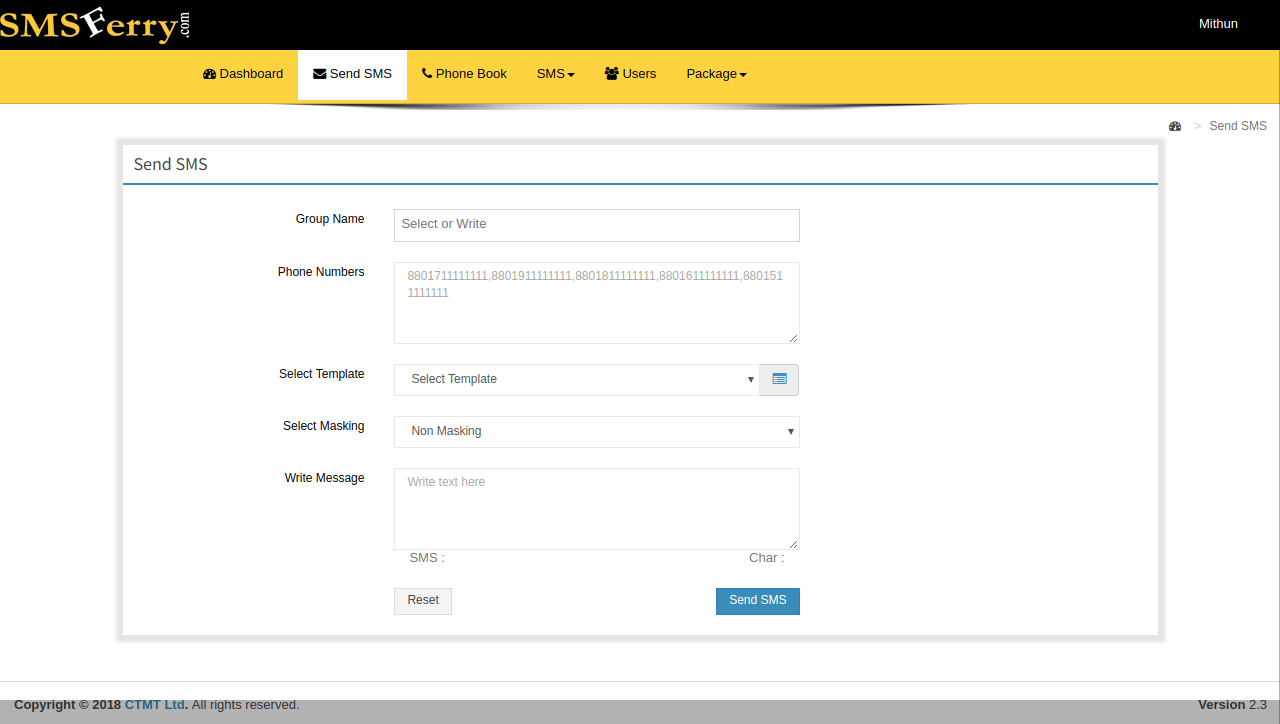 SMSFerry.com
Mithun
Dashboard Send SMS Phone Book SMS Users Package
> Send SMS
Send SMS
Group Name Select or Write
Phone Numbers 8801711111111,8801911111111,8801811111111,8801611111111,880151
1111111
Select Template Select Template
Select Masking Non Masking
Write Message Write text here
SMS : Char :
Reset Send SMS
Copyright © 2018 CTMT Ltd. All rights reserved. Version 2.3